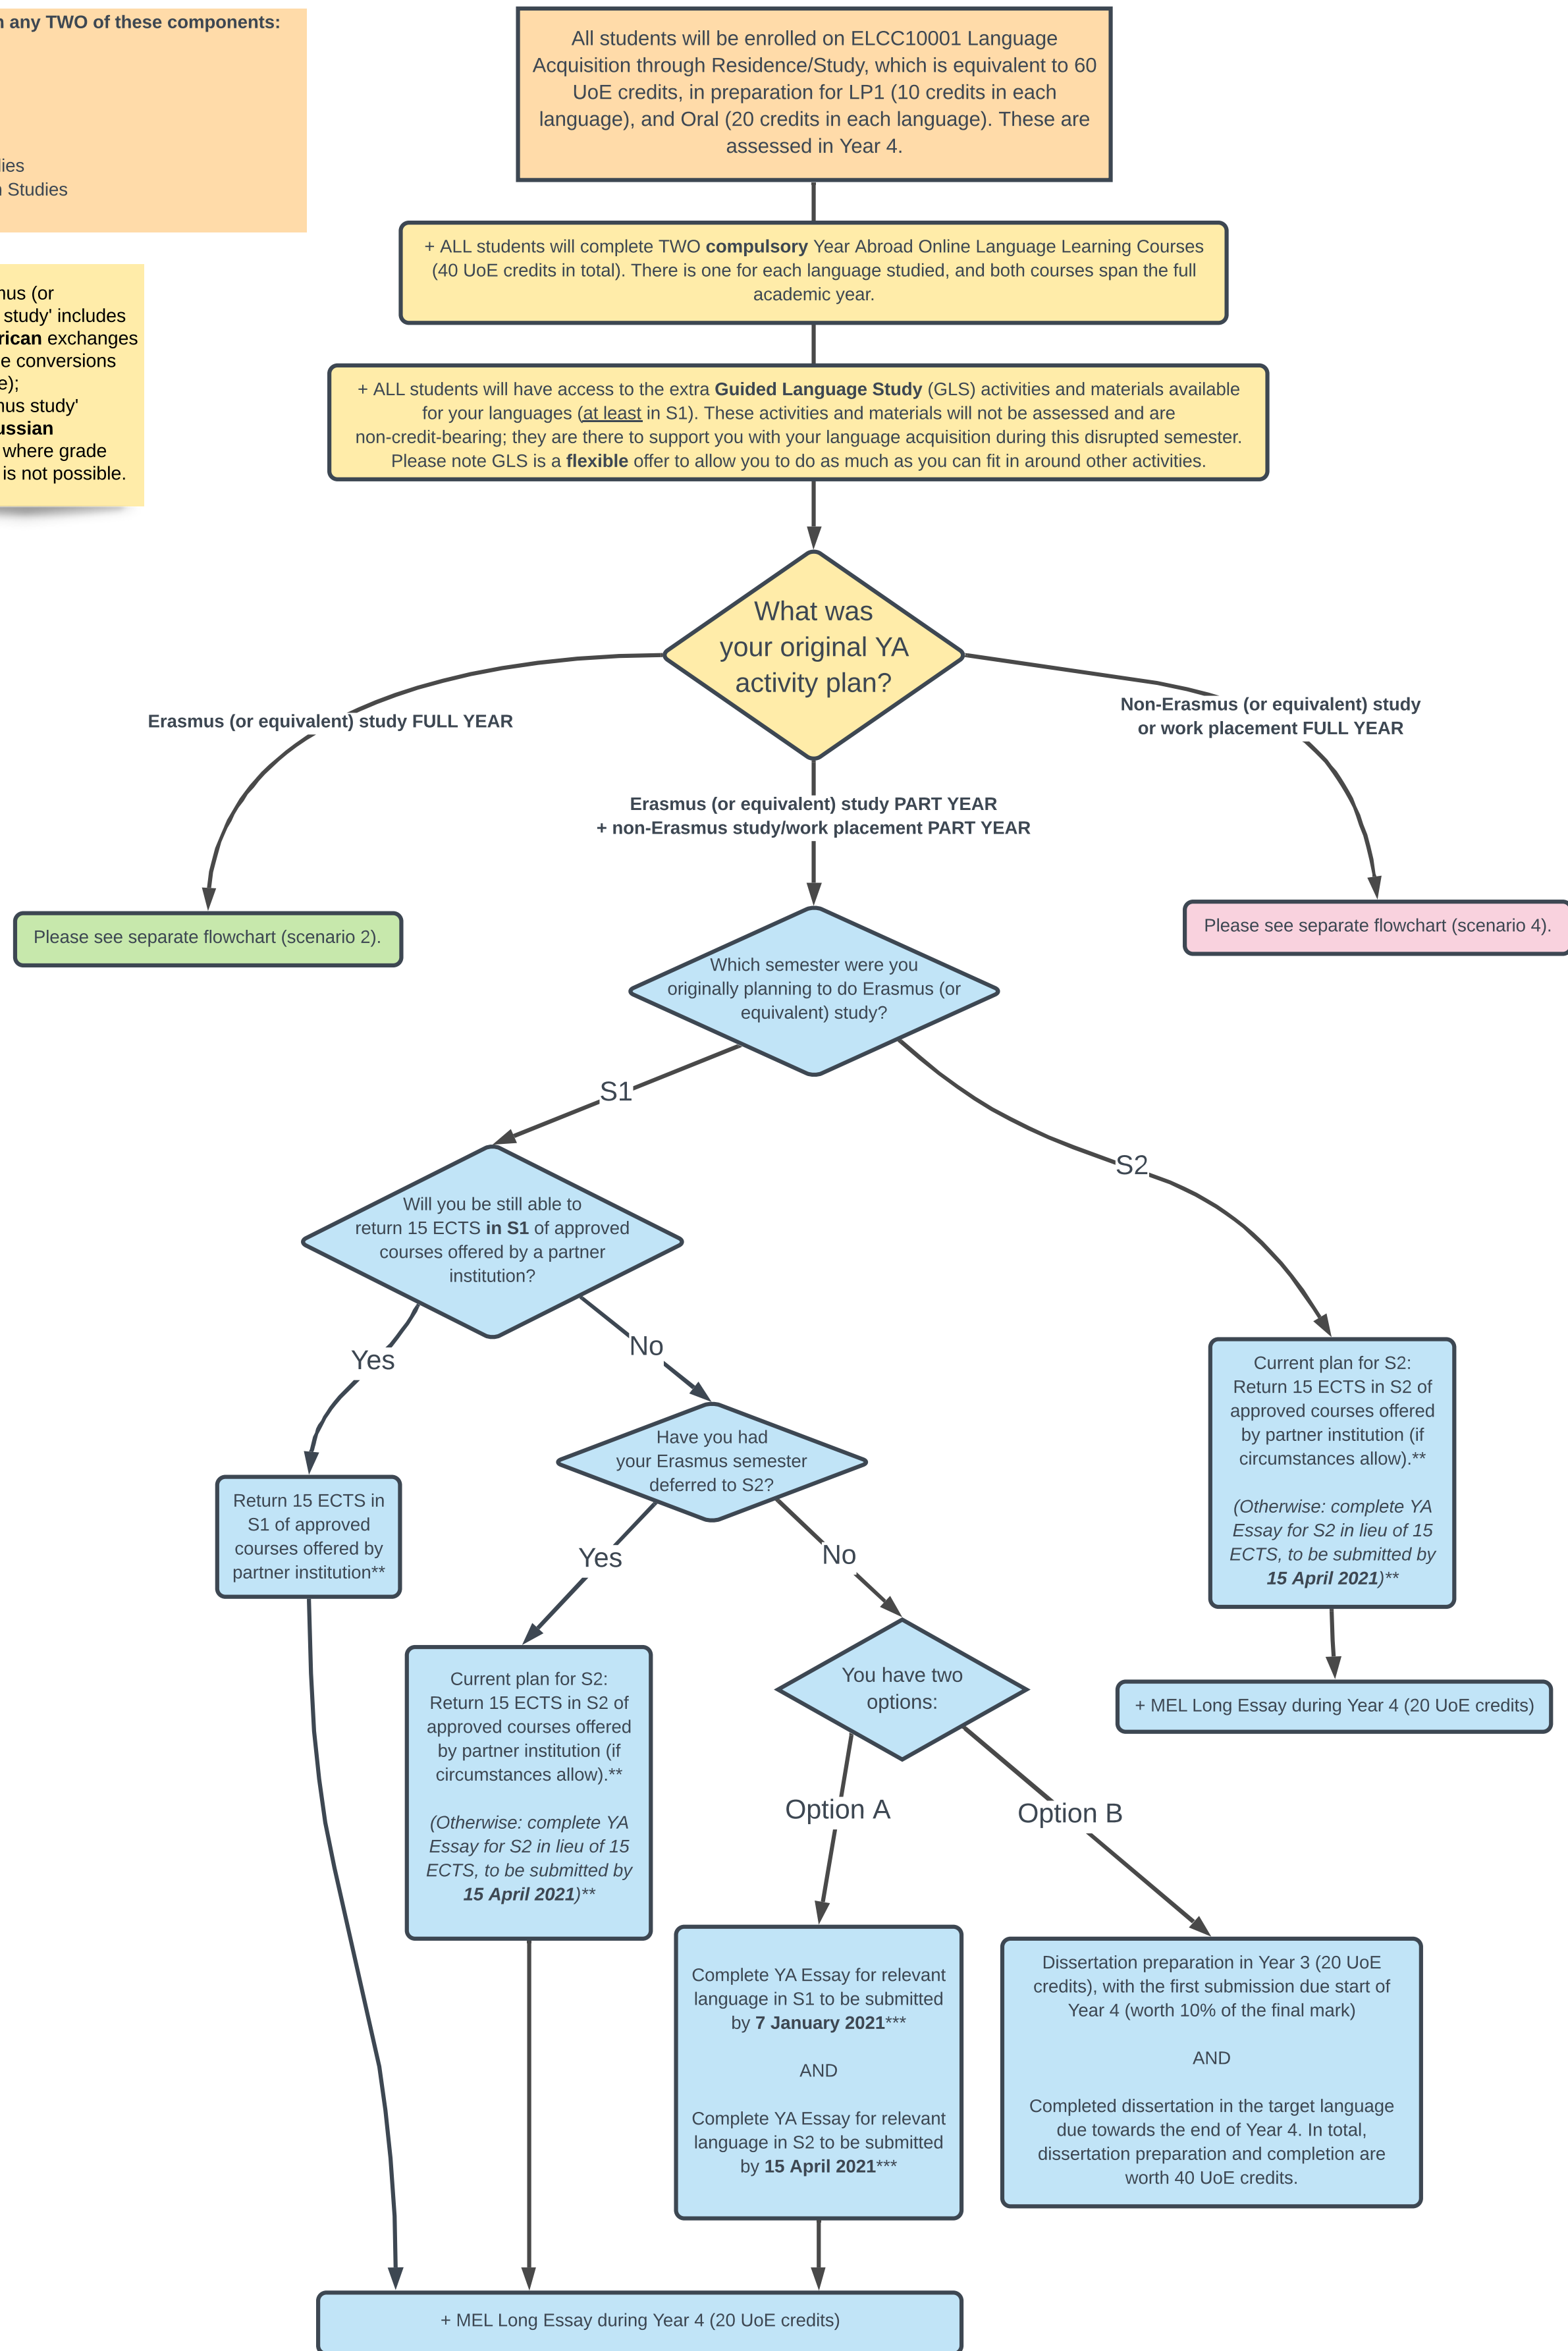 n any TWO of these components:
lies
n Studies
nus (or
study' includes
rican exchanges
e conversions
e);
nus study'
ussian
where grade
is not possible.
All students will be enrolled on ELCC10001 Language
Acquisition through Residence/Study, which is equivalent to 60
UoE credits, in preparation for LP1 (10 credits in each
language), and Oral (20 credits in each language). These are
assessed in Year 4.
+ ALL students will complete TWO compulsory Year Abroad Online Language Learning Courses
(40 UoE credits in total). There is one for each language studied, and both courses span the full
academic year.
+ ALL students will have access to the extra Guided Language Study (GLS) activities and materials available
for your languages (at least in S1). These activities and materials will not be assessed and are
non-credit-bearing; they are there to support you with your language acquisition during this disrupted semester.
Please note GLS is a flexible offer to allow you to do as much as you can fit in around other activities.
What was
your original YA
activity plan?
Erasmus (or equivalent) study FULL YEAR
Non-Erasmus (or equivalent) study
or work placement FULL YEAR
Erasmus (or equivalent) study PART YEAR
+ non-Erasmus study/work placement PART YEAR
Please see separate flowchart (scenario 2).
Please see separate flowchart (scenario 4).
Which semester were you
originally planning to do Erasmus (or
equivalent) study?
S1
S2
Will you be still able to
return 15 ECTS in S1 of approved
courses offered by a partner
institution?
Yes
No
Return 15 ECTS in
S1 of approved
courses offered by
partner institution**
Have you had
your Erasmus semester
deferred to S2?
Current plan for S2:
Return 15 ECTS in S2 of
approved courses offered
by partner institution (if
circumstances allow).**
(Otherwise: complete YA
Essay for S2 in lieu of 15
ECTS, to be submitted by
15 April 2021)**
+ MEL Long Essay during Year 4 (20 UoE credits)
Yes
No
Current plan for S2:
Return 15 ECTS in S2 of
approved courses offered
by partner institution (if
circumstances allow).**
(Otherwise: complete YA
Essay for S2 in lieu of 15
ECTS, to be submitted by
15 April 2021)**
You have two
options:
Option A
Option B
Complete YA Essay for relevant
language in S1 to be submitted
by 7 January 2021***
AND
Complete YA Essay for relevant
language in S2 to be submitted
by 15 April 2021***
Dissertation preparation in Year 3 (20 UoE
credits), with the first submission due start of
Year 4 (worth 10% of the final mark)
AND
Completed dissertation in the target language
due towards the end of Year 4. In total,
dissertation preparation and completion are
worth 40 UoE credits.
+ MEL Long Essay during Year 4 (20 UoE credits)